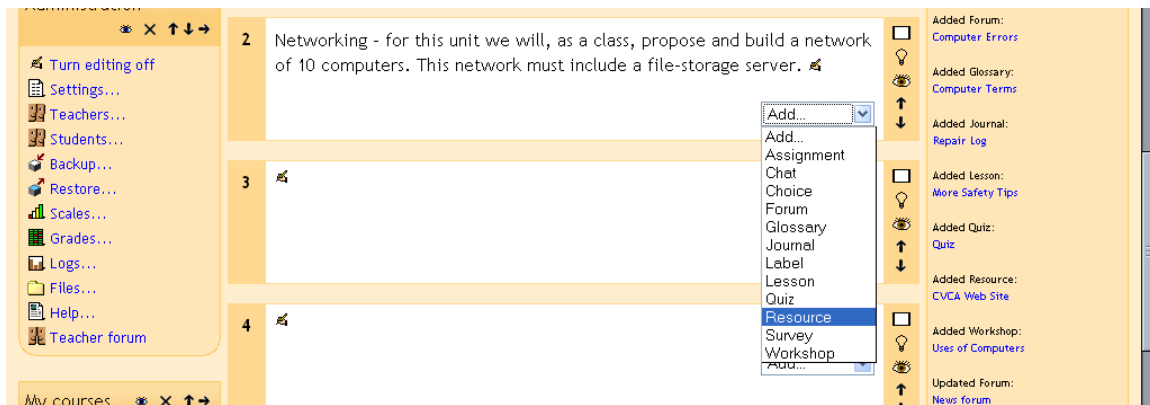 Administration
Turn editing off
Settings...
Teachers...
Students...
Backup...
Restore...
Scales...
Grades...
Logs...
Files...
Help...
Teacher forum
My courses
2
Networking - for this unit we will, as a class, propose and build a network
of 10 computers. This network must include a file-storage server.
Add...
Add...
Assignment
Chat
Choice
Forum
Glossary
Journal
Label
Lesson
Quiz
Resource
Survey
Workshop
3
4
Add...
Added Forum:
Computer Errors
Added Glossary:
Computer Terms
Added Journal:
Repair Log
Added Lesson:
More Safety Tips
Added Quiz:
Quiz
Added Resource:
CVCA Web Site
Added Workshop:
Uses of Computers
Updated Forum:
News forum